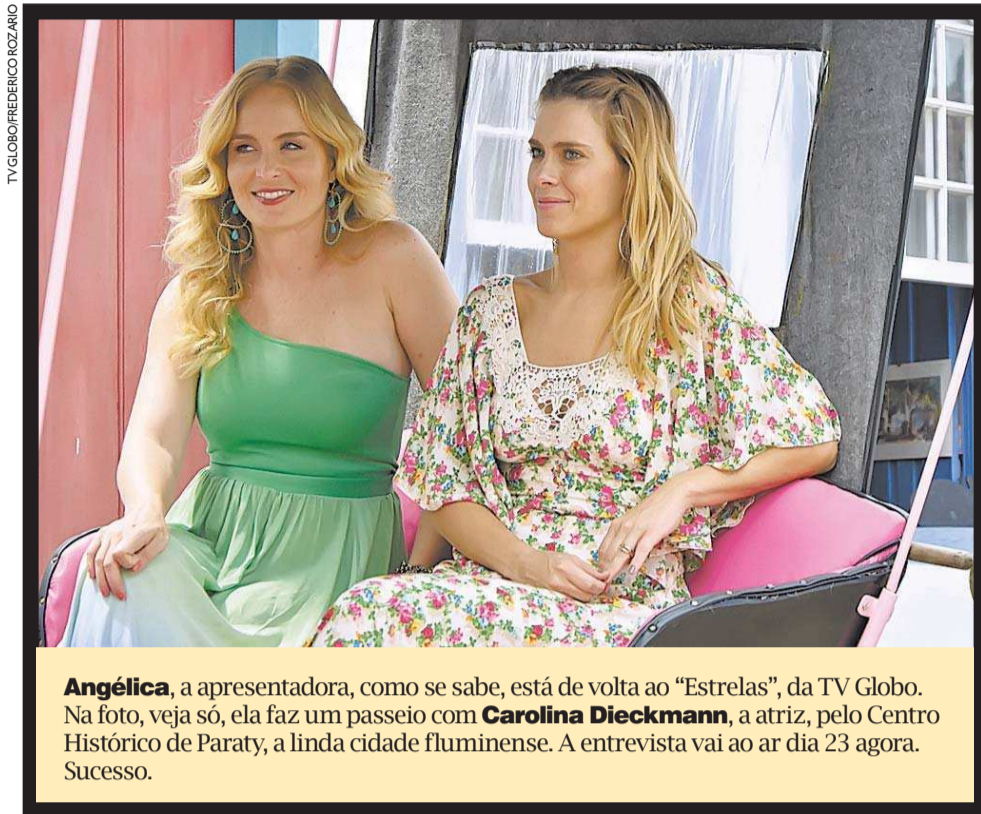 TV GLOBO/FREDERICO ROZARIO
Angélica, a apresentadora, como se sabe, está de volta ao “Estrelas”, da TV Globo.
Na foto, veja só, ela faz um passeio com Carolina Dieckmann, a atriz, pelo Centro
Histórico de Paraty, a linda cidade fluminense. A entrevista vai ao ar dia 23 agora.
Sucesso.